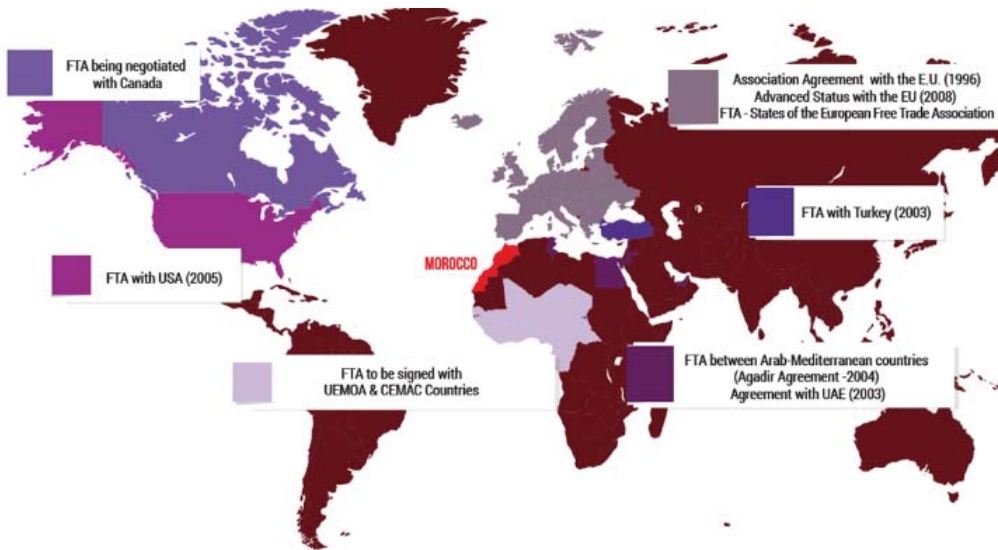 FTA being negotiated
with Canada
Association Agreement with the E.U. (1996)
Advanced Status with the EU (2008)
FTA - States of the European Free Trade Association
FTA with Turkey (2003)
MOROCCO
FTA with USA (2005)
FTA to be signed with
UEMOA & CEMAC Countries
FTA between Arab-Mediterranean countries
(Agadir Agreement -2004)
Agreement with UAE (2003)